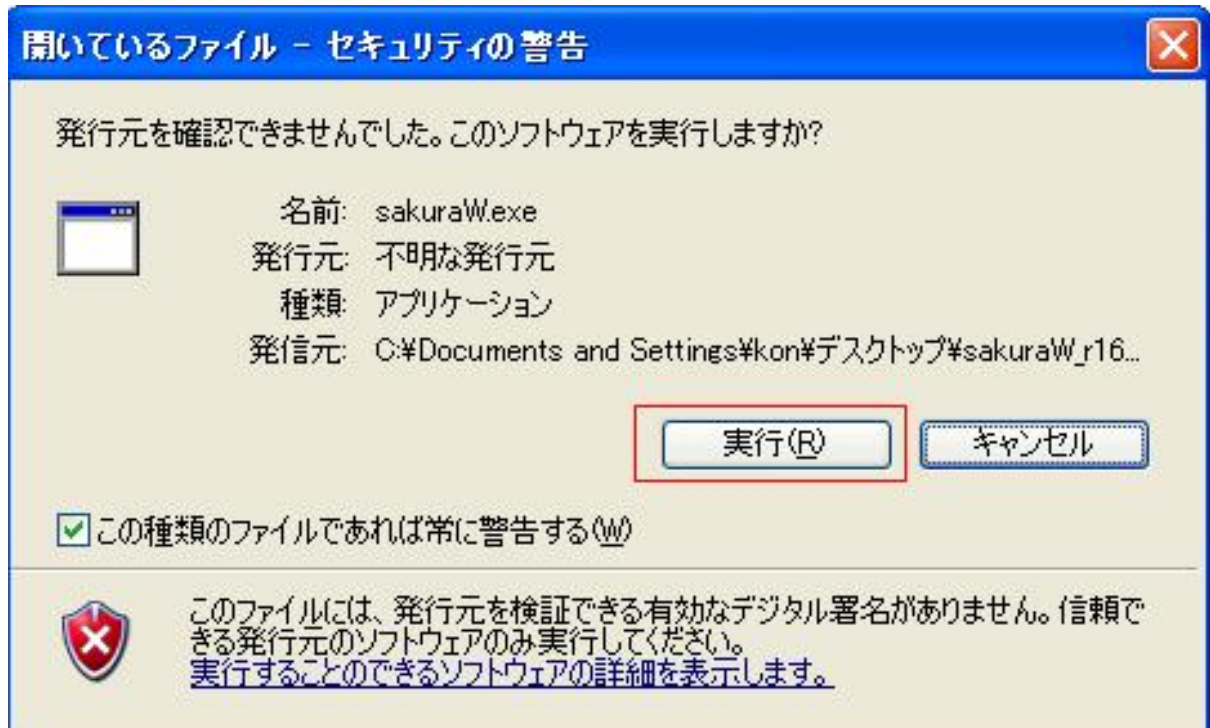 開いているファイル - セキュリティの警告
発行元を確認できませんでした。このソフトウェアを実行しますか?
名前: sakuraW.exe
発行元: 不明な発行元
種類: アプリケーション
発信元: C:¥Documents and Settings¥kon¥デスクトップ¥sakuraW_r16...
実行(R) キャンセル
この種類のファイルであれば常に警告する(W)
このファイルには、発行元を検証できる有効なデジタル署名がありません。信頼で
きる発行元のソフトウェアのみ実行してください。
実行することのできるソフトウェアの詳細を表示します。